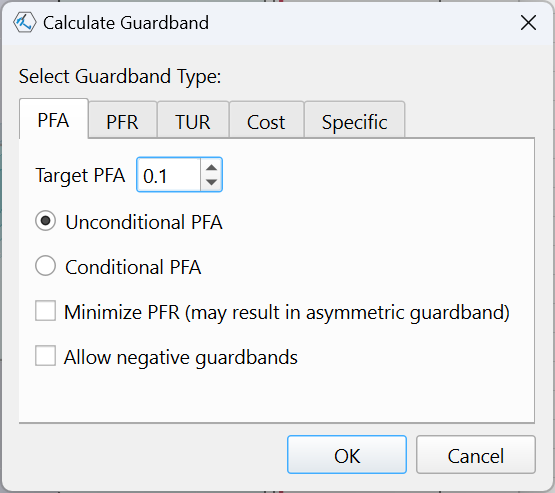 Calculate Guardband
Select Guardband Type:
PFA PFR TUR Cost Specific
Target PFA 0.1
Unconditional PFA
Conditional PFA
Minimize PFR (may result in asymmetric guardband)
Allow negative guardbands
OK Cancel